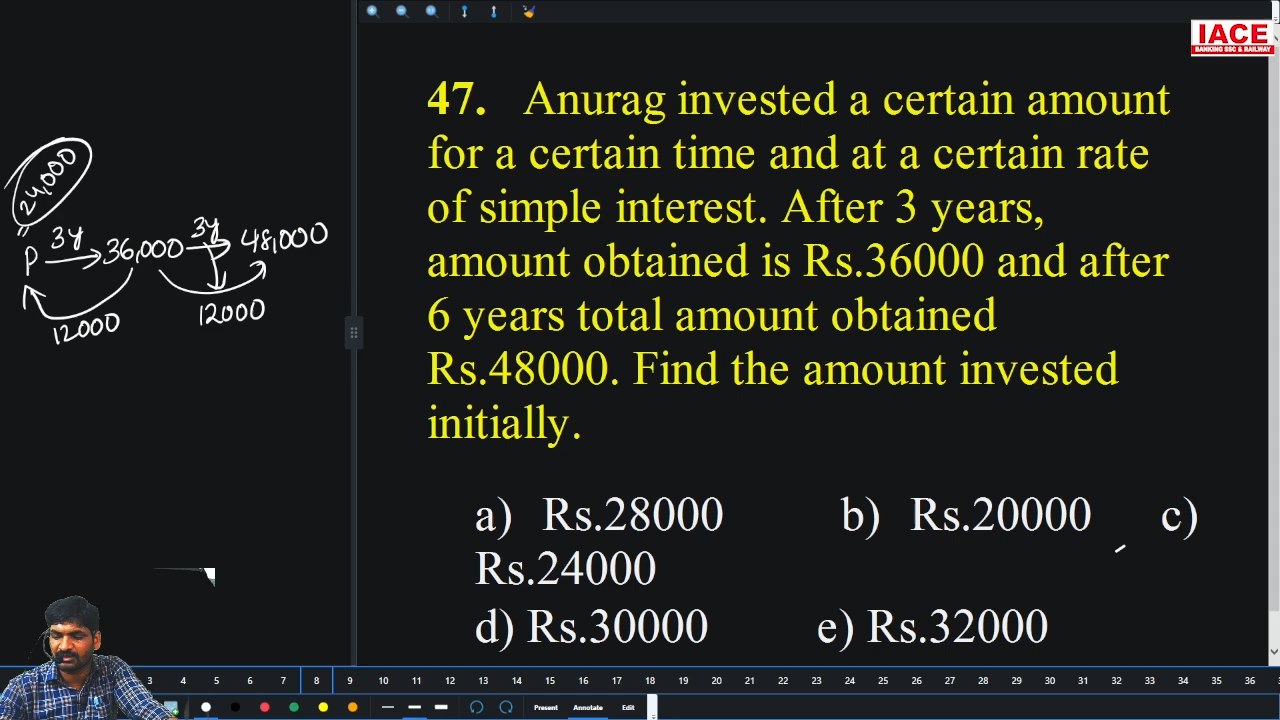 IACE
BANKING SSC & RAILWAY
47. Anurag invested a certain amount
for a certain time and at a certain rate
of simple interest. After 3 years,
amount obtained is Rs.36000 and after
6 years total amount obtained
Rs.48000. Find the amount invested
initially.
a) Rs.28000 b) Rs.20000 c)
Rs.24000
d) Rs.30000 e) Rs.32000
24,000
P 3y 36,000 3y 48,000
12000 12000
3 4 5 6 7 8 9 10 11 12 13 14 15 16 17 18 19 20 21 22 23 24 25 26 27 28 29 30 31 32 33 34 35 36
Present Annotate Edit